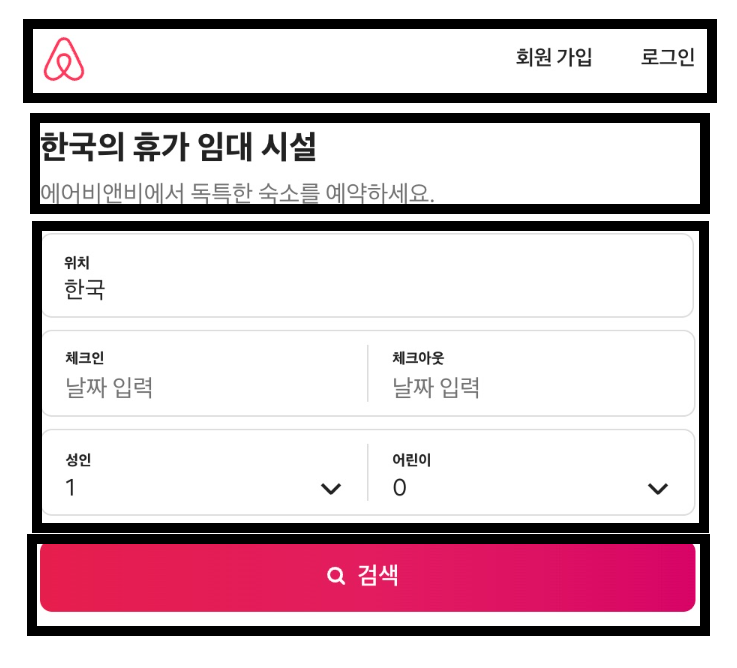 회원 가입 로그인
한국의 휴가 임대 시설
에어비앤비에서 독특한 숙소를 예약하세요.
위치
한국
체크인 체크아웃
날짜 입력 날짜 입력
성인 어린이
1 0
검색